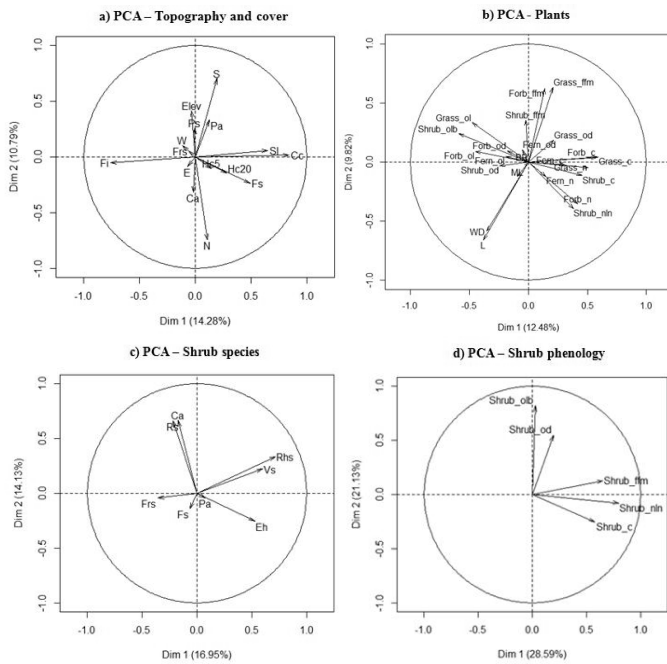 a) PCA – Topography and cover
1.0
0.5
0.0
-0.5
-1.0
Dim 2 (10.79%)
S
Elev
Ps
Pa
W
Frs
Hc20
Sl
Cc
Fi
E
Fs
Ca
N
-1.0 -0.5 0.0 0.5 1.0
Dim 1 (14.28%)
b) PCA - Plants
1.0
0.5
0.0
-0.5
-1.0
Dim 2 (9.82%)
Forb_ffm
Grass_ffm
Grass_ol
Shrub_ffm
Shrub_olb
Forb_od
Fern_od
Grass_od
Forb_ol
Forb_c
Fern_ol
Grass_c
Shrub_od
Grass_n
Fern_n
Shrub_c
Forb_n
Shrub_nln
WD
L
-1.0 -0.5 0.0 0.5 1.0
Dim 1 (12.48%)
c) PCA – Shrub species
1.0
0.5
0.0
-0.5
-1.0
Dim 2 (14.13%)
Ca
Rs
Rhs
Vs
Frs
Pa
Fs
Eh
-1.0 -0.5 0.0 0.5 1.0
Dim 1 (16.95%)
d) PCA – Shrub phenology
1.0
0.5
0.0
-0.5
-1.0
Dim 2 (21.13%)
Shrub_olb
Shrub_od
Shrub_ffm
Shrub_nln
Shrub_c
-1.0 -0.5 0.0 0.5 1.0
Dim 1 (28.59%)